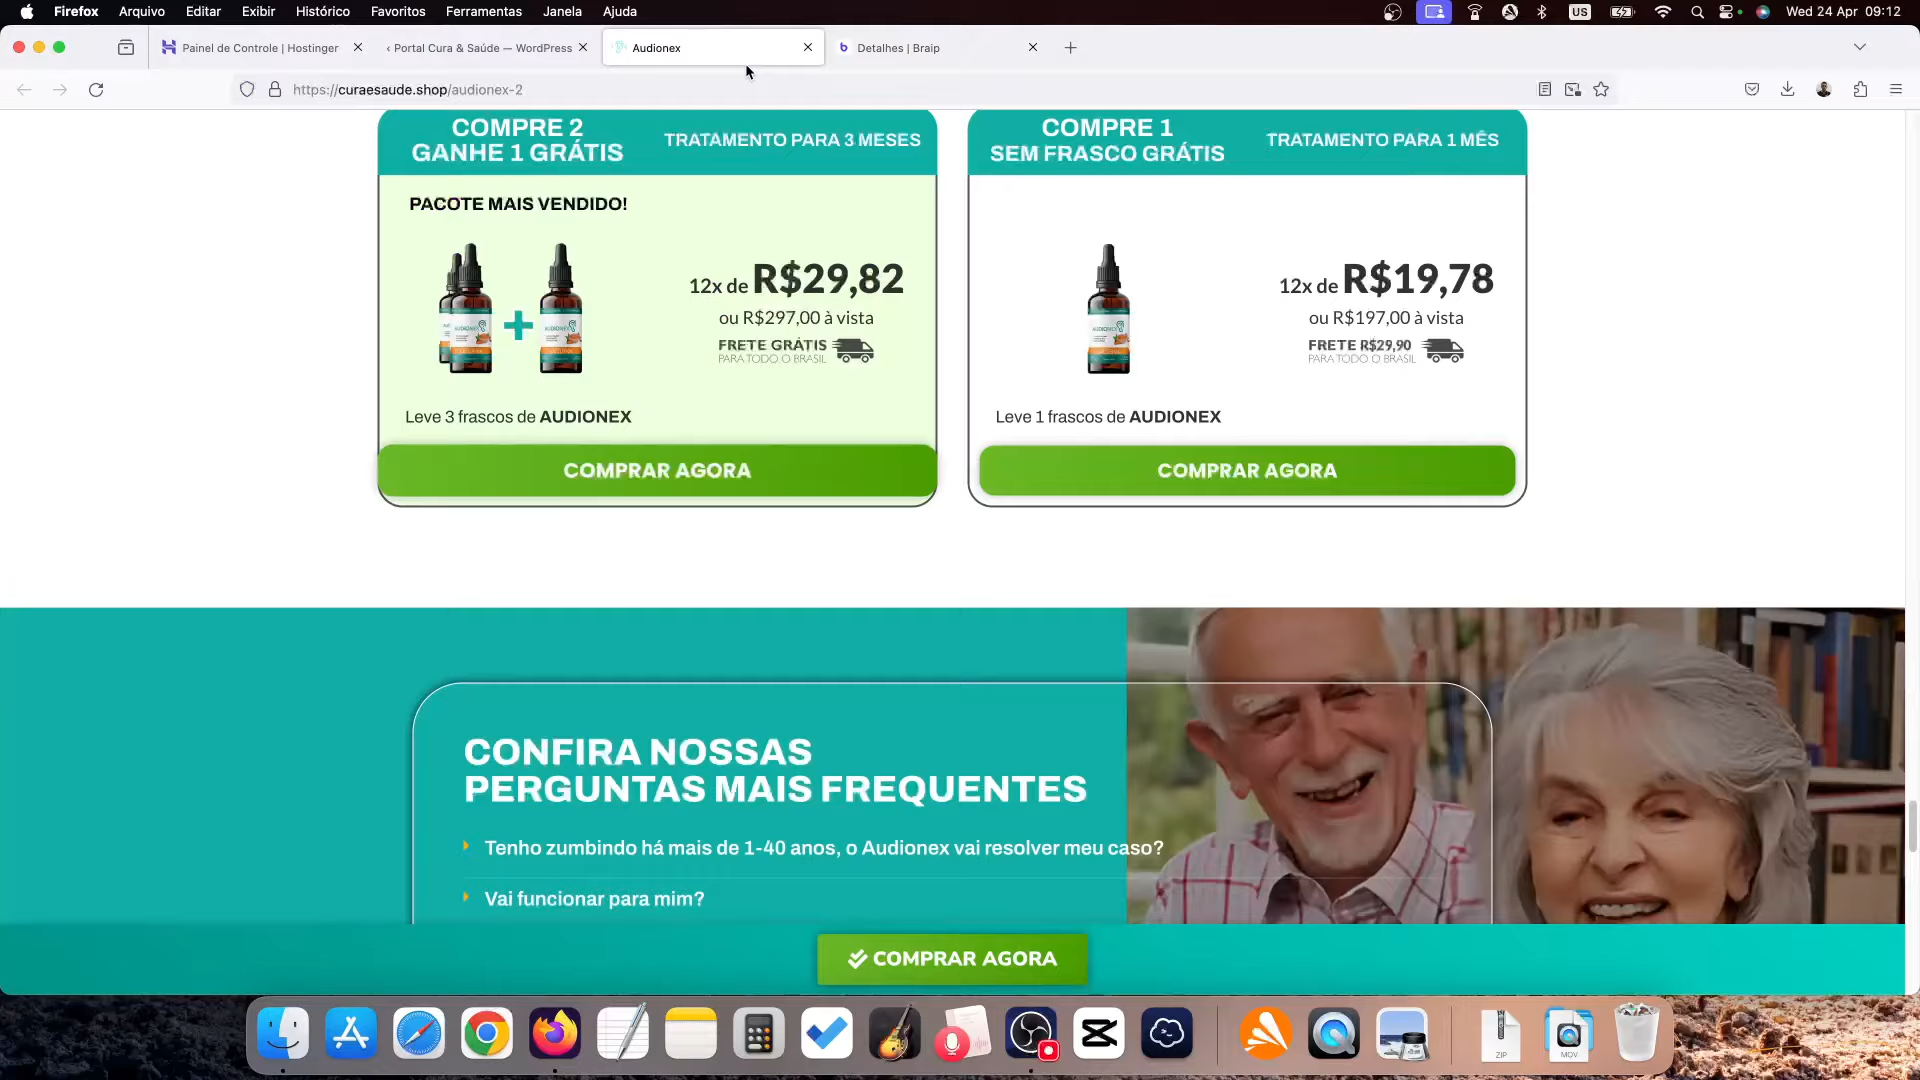 Firefox Arquivo Editar Exibir Histórico Favoritos Ferramentas Janela Ajuda US Wed 24 Apr 09:12
Painel de Controle | Hostinger
‹ Portal Cura & Saúde — WordPress
Audionex
Detalhes | Braip
https://curaesaude.shop/audionex-2
COMPRE 2
GANHE 1 GRÁTIS
TRATAMENTO PARA 3 MESES
PACOTE MAIS VENDIDO!
12x de R$29,82
ou R$297,00 à vista
FRETE GRÁTIS
PARA TODO O BRASIL
Leve 3 frascos de AUDIONEX
COMPRAR AGORA
COMPRE 1
SEM FRASCO GRÁTIS
TRATAMENTO PARA 1 MÊS
12x de R$19,78
ou R$197,00 à vista
FRETE R$29,90
PARA TODO O BRASIL
Leve 1 frascos de AUDIONEX
COMPRAR AGORA
CONFIRA NOSSAS
PERGUNTAS MAIS FREQUENTES
Tenho zumbindo há mais de 1-40 anos, o Audionex vai resolver meu caso?
Vai funcionar para mim?
COMPRAR AGORA
ZIP
MOV